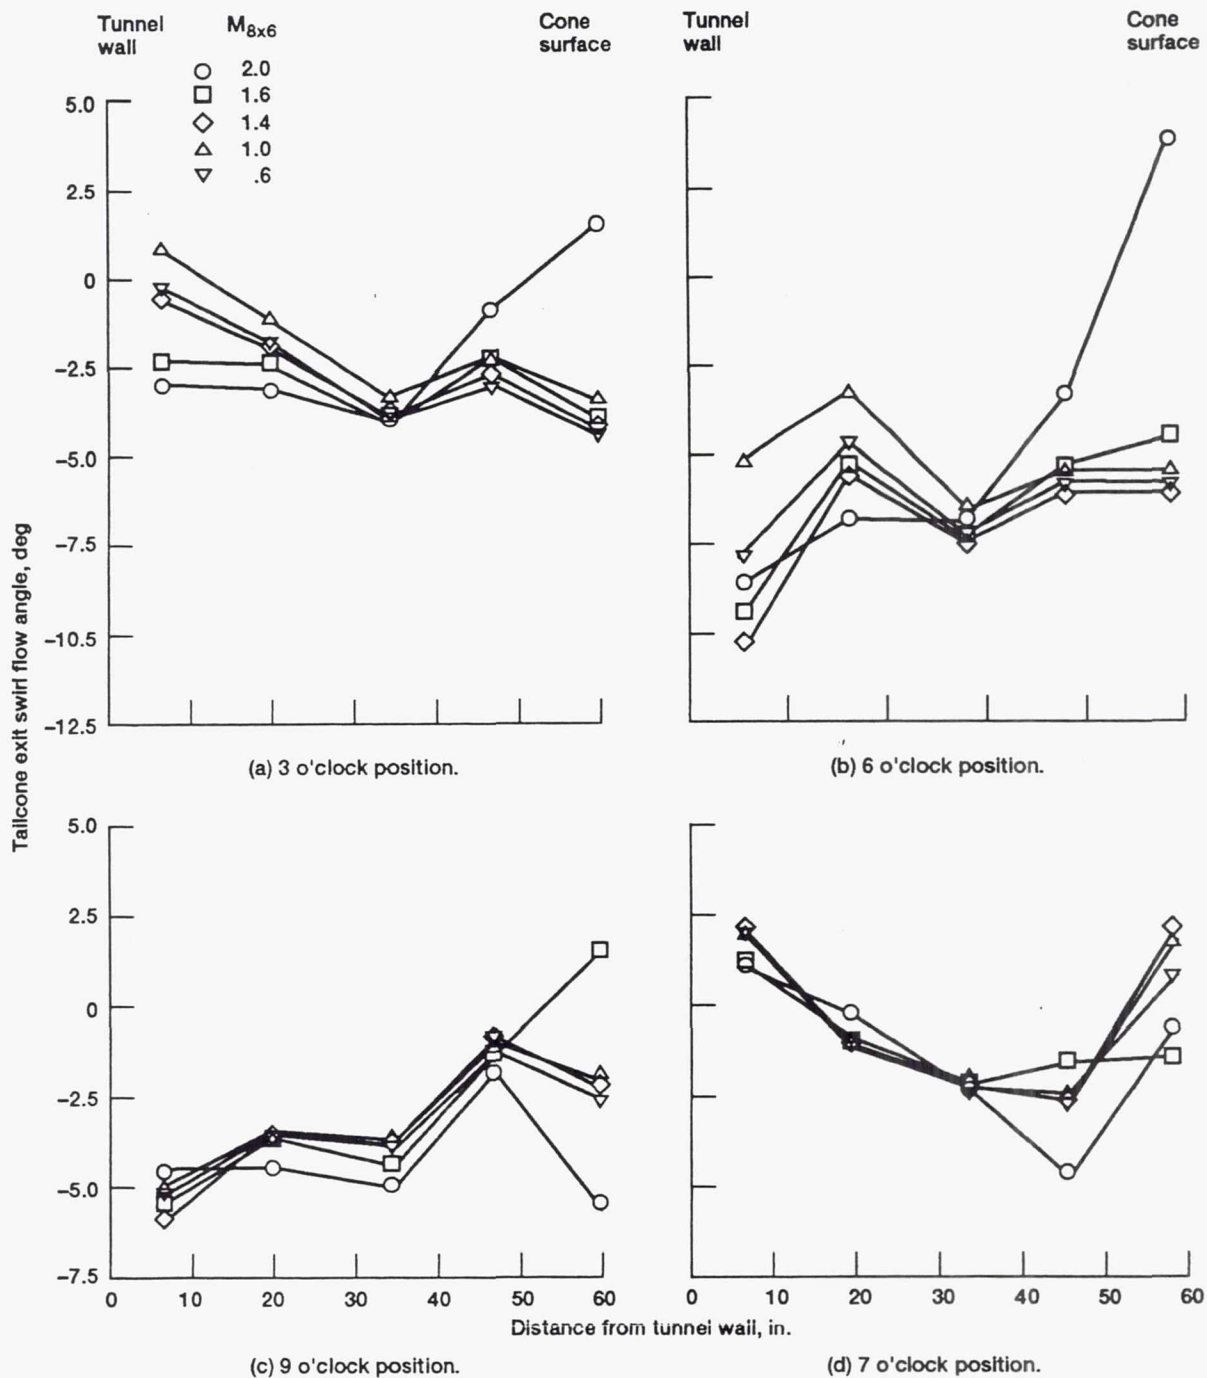 Tunnel wall
M8x6
Cone surface
Tunnel wall
Cone surface
2.0
1.6
1.4
1.0
.6
5.0
2.5
0
−2.5
−5.0
−7.5
−10.5
−12.5
(a) 3 o'clock position.
(b) 6 o'clock position.
Tailcone exit swirl flow angle, deg
5.0
2.5
0
−2.5
−5.0
−7.5
0 10 20 30 40 50 60
0 10 20 30 40 50 60
Distance from tunnel wall, in.
(c) 9 o'clock position.
(d) 7 o'clock position.